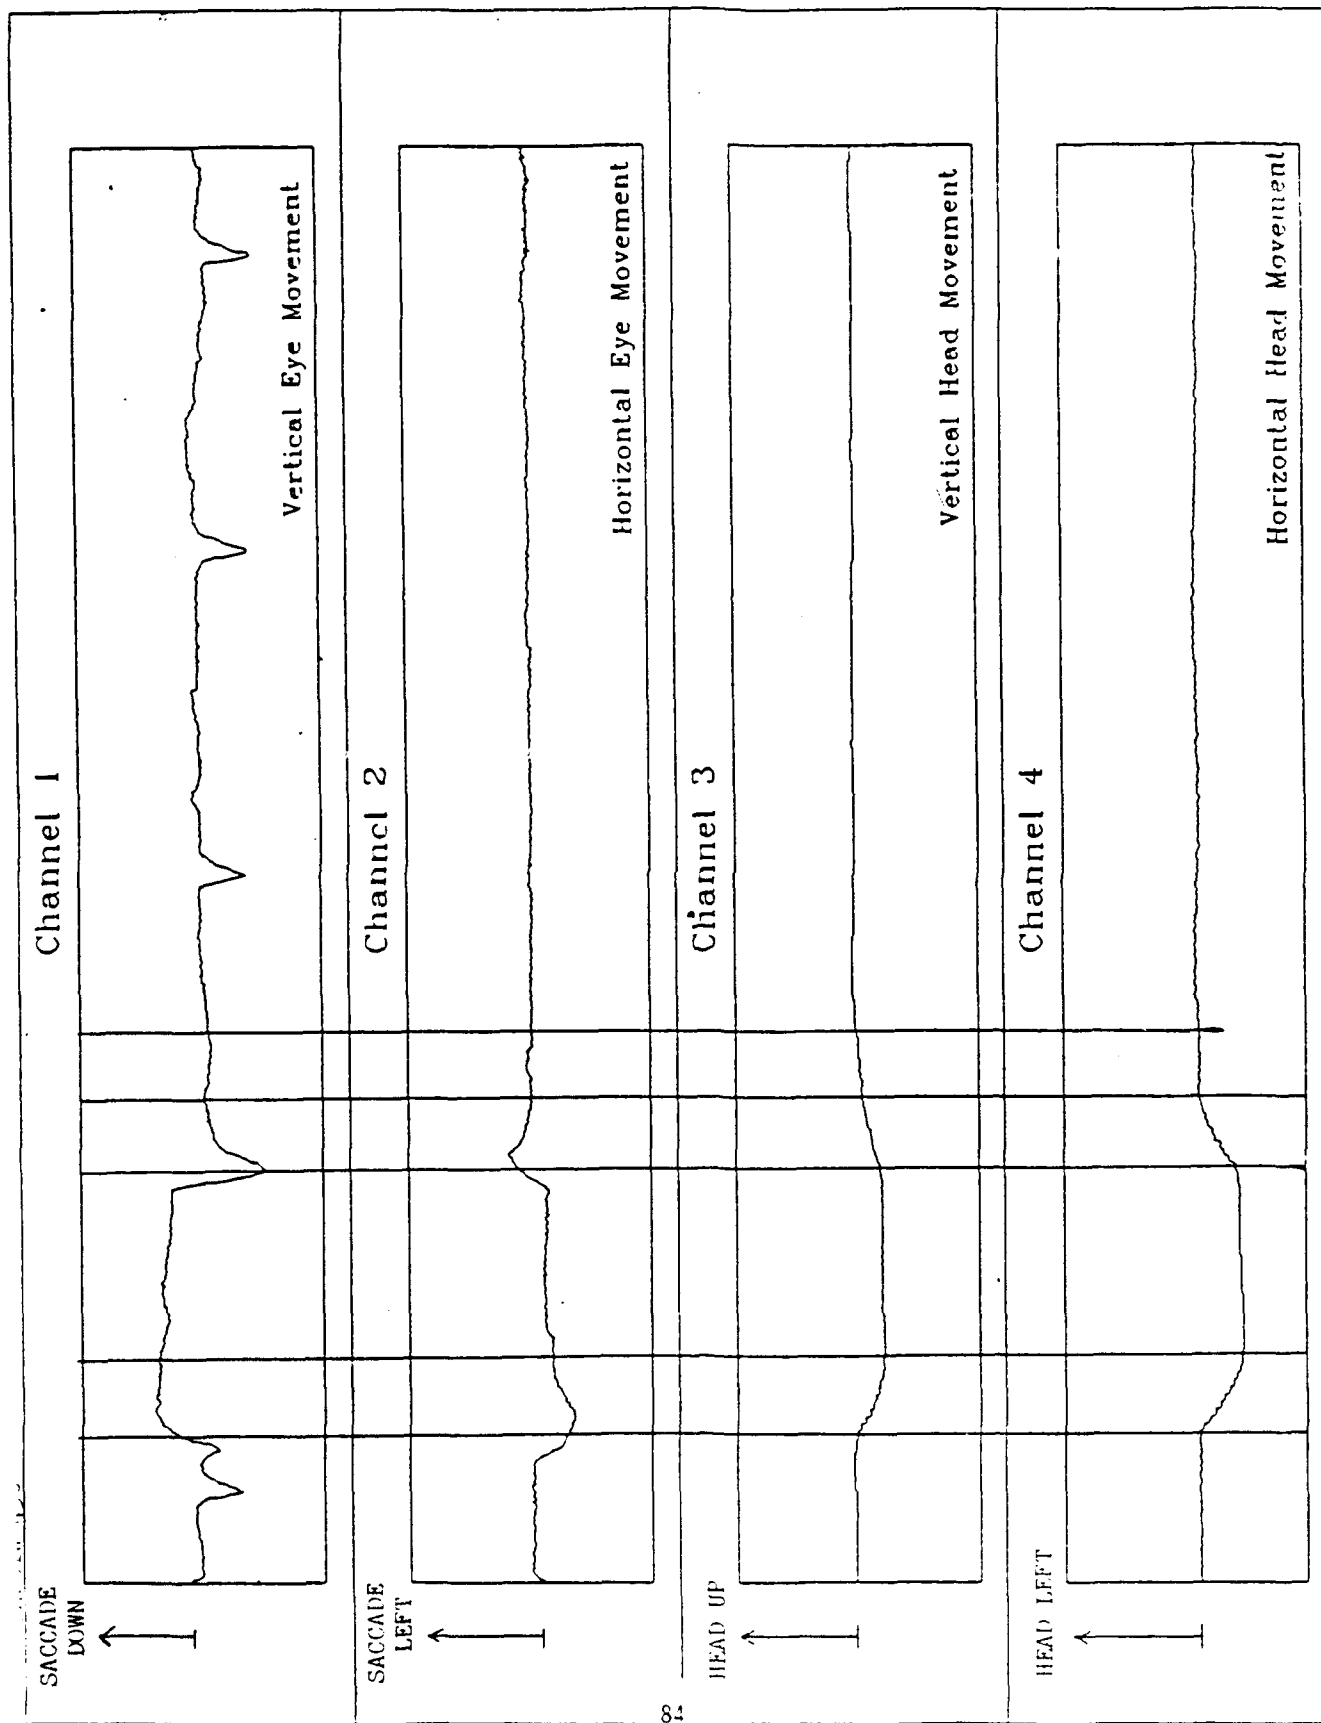 Channel 1
SACCADE
DOWN
Vertical Eye Movement
Channel 2
SACCADE
LEFT
Horizontal Eye Movement
Channel 3
HEAD UP
Vertical Head Movement
Channel 4
HEAD LEFT
Horizontal Head Movement
84